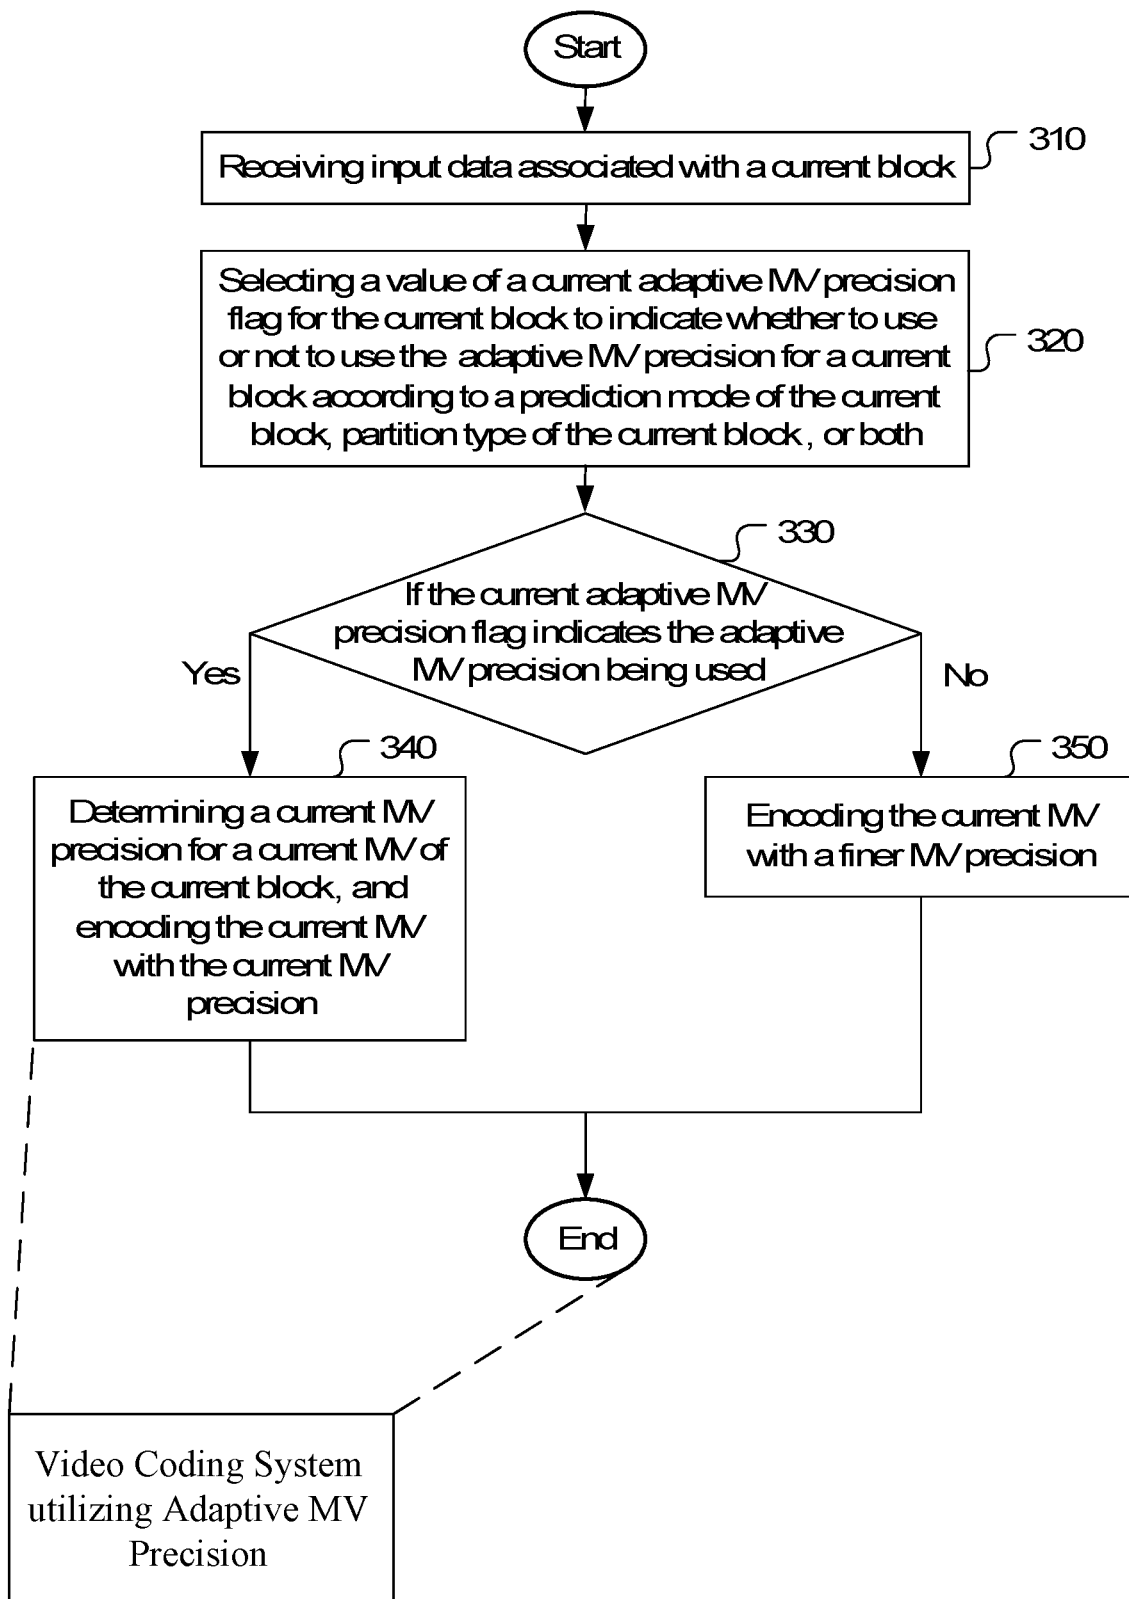 Start
310
Receiving input data associated with a current block
Selecting a value of a current adaptive MV precision
flag for the current block to indicate whether to use
or not to use the adaptive MV precision for a current
block according to a prediction mode of the current
block, partition type of the current block , or both
320
330
If the current adaptive MV
precision flag indicates the adaptive
MV precision being used
Yes
No
340
Determining a current MV
precision for a current MV of
the current block, and
encoding the current MV
with the current MV
precision
350
Encoding the current MV
with a finer MV precision
End
Video Coding System
utilizing Adaptive MV
Precision